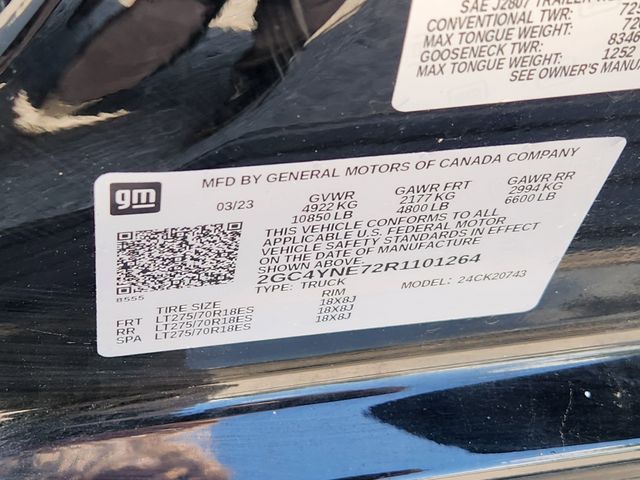 SAE J2807 TRAILER
CONVENTIONAL TWR:
MAX TONGUE WEIGHT:
GOOSENECK TWR: 8346
MAX TONGUE WEIGHT: 1252
SEE OWNER'S MANUA
gm
MFD BY GENERAL MOTORS OF CANADA COMPANY
03/23
GVWR GAWR FRT GAWR RR
4922 KG 2177 KG 2994 KG
10850 LB 4800 LB 6600 LB
THIS VEHICLE CONFORMS TO ALL
APPLICABLE U.S. FEDERAL MOTOR
VEHICLE SAFETY STANDARDS IN EFFECT
ON THE DATE OF MANUFACTURE
SHOWN ABOVE.
2GC4YNE72R1101264
TYPE: TRUCK MODEL: 24CK20743
8555
TIRE SIZE RIM
FRT LT275/70R18ES 18X8J
RR LT275/70R18ES 18X8J
SPA LT275/70R18ES 18X8J